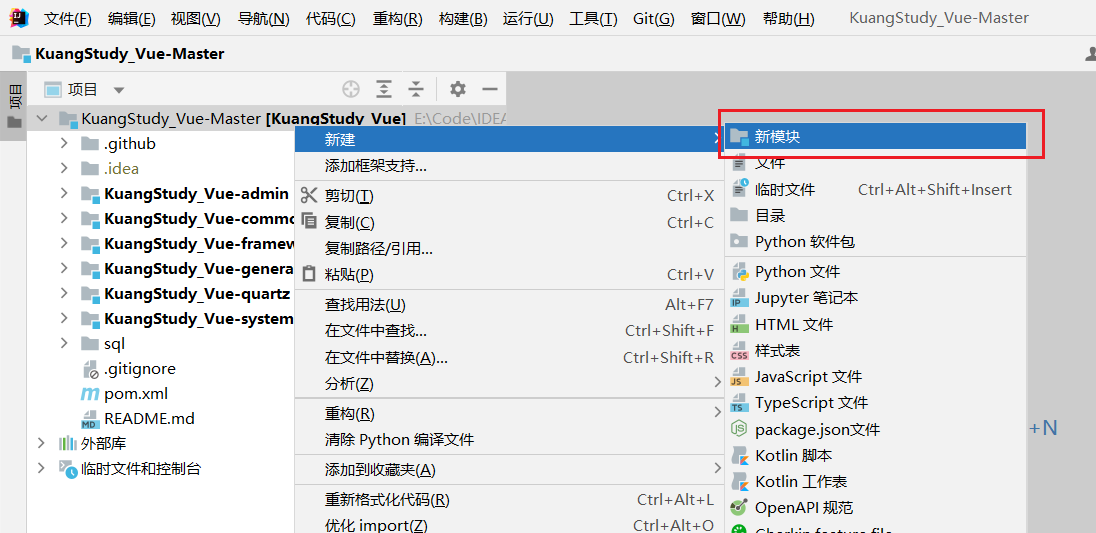 文件(F) 编辑(E) 视图(V) 导航(N) 代码(C) 重构(R) 构建(B) 运行(U) 工具(T) Git(G) 窗口(W) 帮助(H) KuangStudy_Vue-Master
KuangStudy_Vue-Master
项目
项目
KuangStudy_Vue-Master [KuangStudy_Vue] E:\Code\IDEA
.github
.idea
KuangStudy_Vue-admin
KuangStudy_Vue-commo
KuangStudy_Vue-framew
KuangStudy_Vue-genera
KuangStudy_Vue-quartz
KuangStudy_Vue-system
sql
.gitignore
pom.xml
README.md
外部库
临时文件和控制台
新建
添加框架支持...
剪切(T) Ctrl+X
复制(C) Ctrl+C
复制路径/引用...
粘贴(P) Ctrl+V
查找用法(U) Alt+F7
在文件中查找... Ctrl+Shift+F
在文件中替换(A)... Ctrl+Shift+R
分析(Z)
重构(R)
清除 Python 编译文件
添加到收藏夹(A)
重新格式化代码(R) Ctrl+Alt+L
优化 import(Z) Ctrl+Alt+O
新模块
文件
临时文件 Ctrl+Alt+Shift+Insert
目录
Python 软件包
Python 文件
Jupyter 笔记本
HTML 文件
样式表
JavaScript 文件
TypeScript 文件
package.json文件
Kotlin 脚本
Kotlin 工作表
OpenAPI 规范
Gherkin feature file
+N